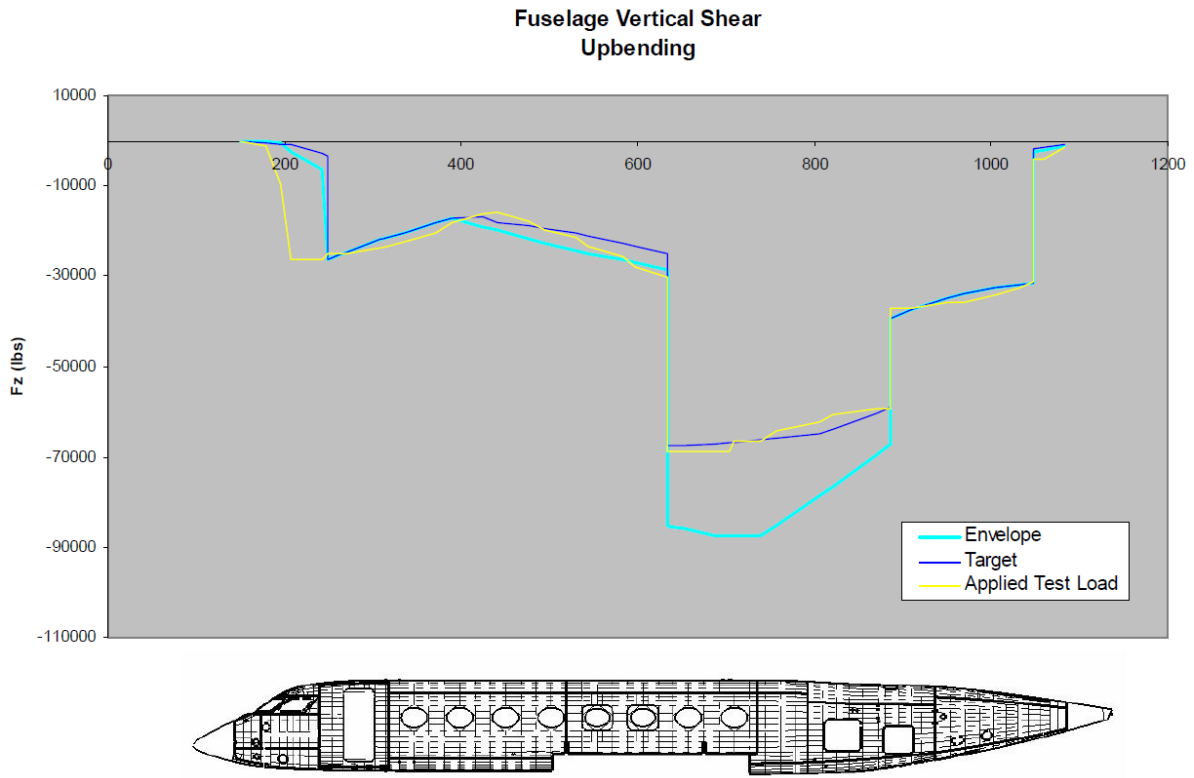 Fuselage Vertical Shear
Upbending
10000
0 200 400 600 800 1000 1200
-10000
-30000
-50000
-70000
-90000
-110000
Fz (lbs)
Envelope
Target
Applied Test Load